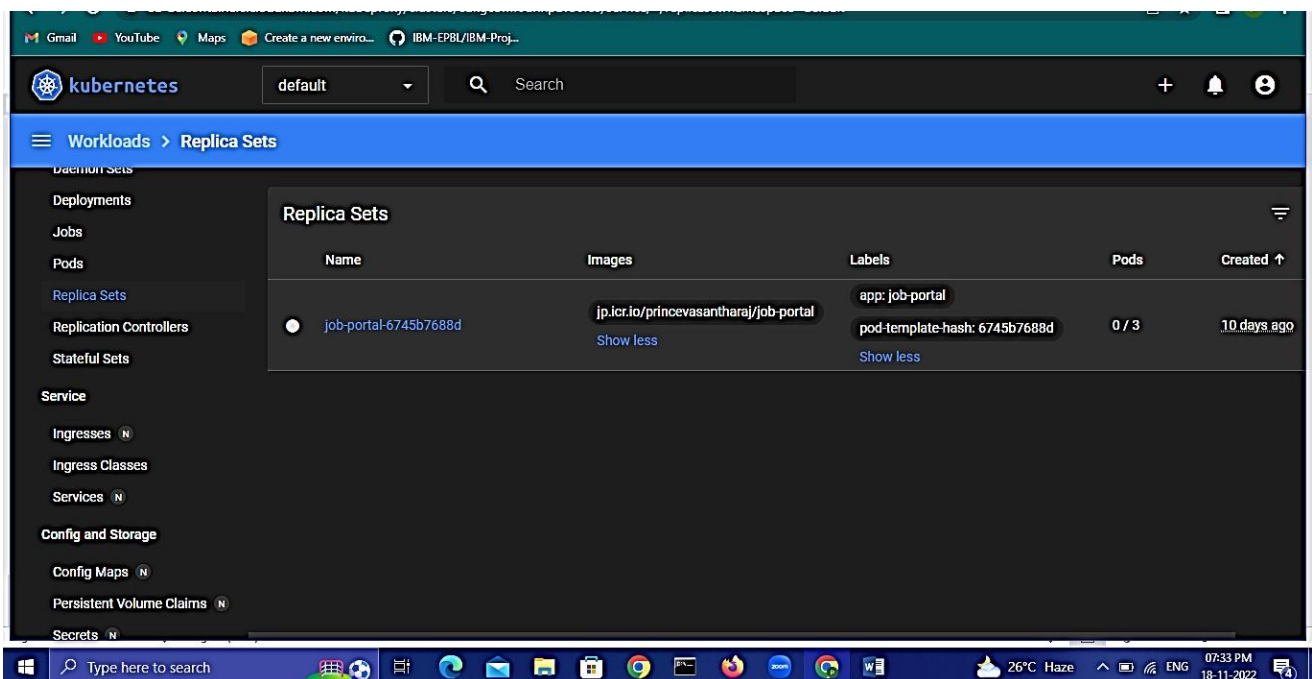 Gmail YouTube Maps Create a new enviro... IBM-EPBL/IBM-Proj...
kubernetes default Search
Workloads > Replica Sets
Daemon Sets
Deployments
Jobs
Pods
Replica Sets
Replication Controllers
Stateful Sets
Service
Ingresses N
Ingress Classes
Services N
Config and Storage
Config Maps N
Persistent Volume Claims N
Secrets N
Replica Sets
Name Images Labels Pods Created ↑
job-portal-6745b7688d
jp.icr.io/princevasantharaj/job-portal
Show less
app: job-portal
pod-template-hash: 6745b7688d
Show less
0 / 3
10 days ago
Type here to search
26°C Haze
ENG
07:33 PM
18-11-2022
4